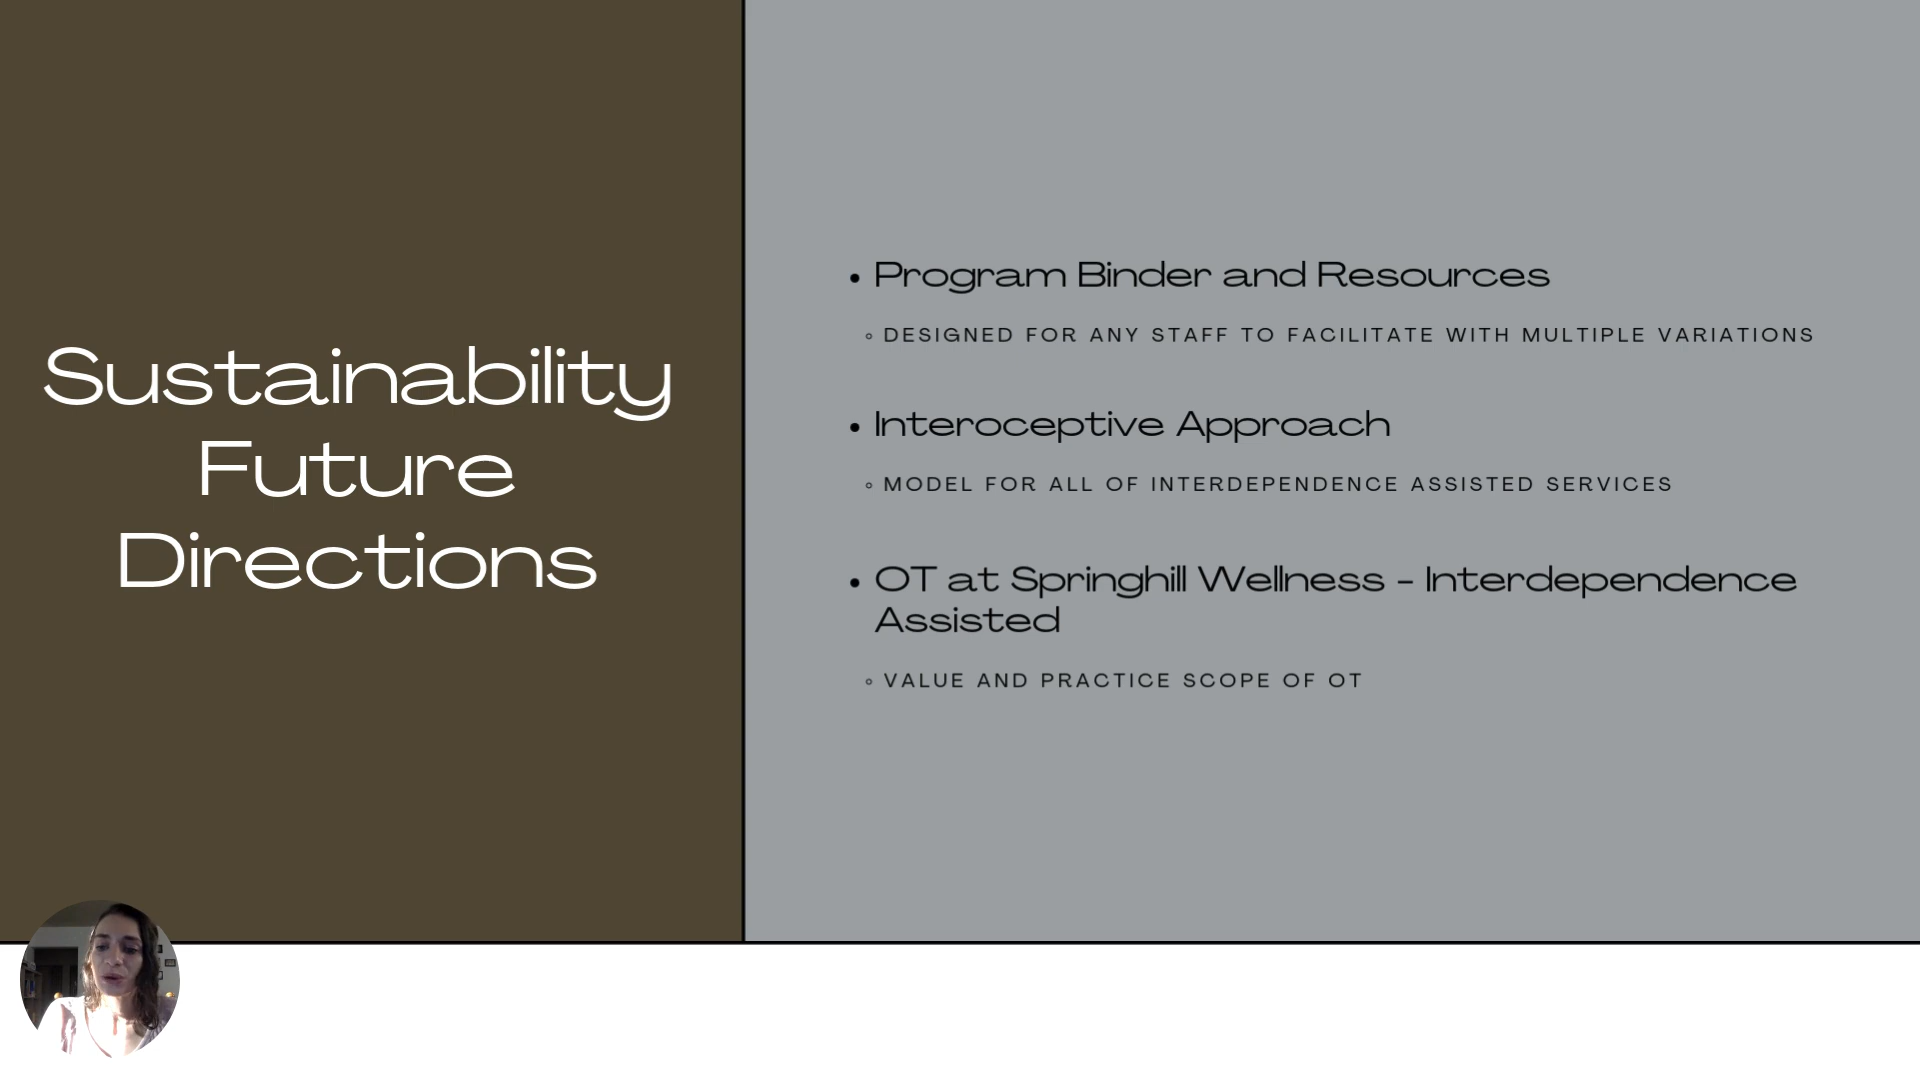 Sustainability
Future
Directions
• Program Binder and Resources
◦ DESIGNED FOR ANY STAFF TO FACILITATE WITH MULTIPLE VARIATIONS
• Interoceptive Approach
◦ MODEL FOR ALL OF INTERDEPENDENCE ASSISTED SERVICES
• OT at Springhill Wellness - Interdependence
Assisted
◦ VALUE AND PRACTICE SCOPE OF OT